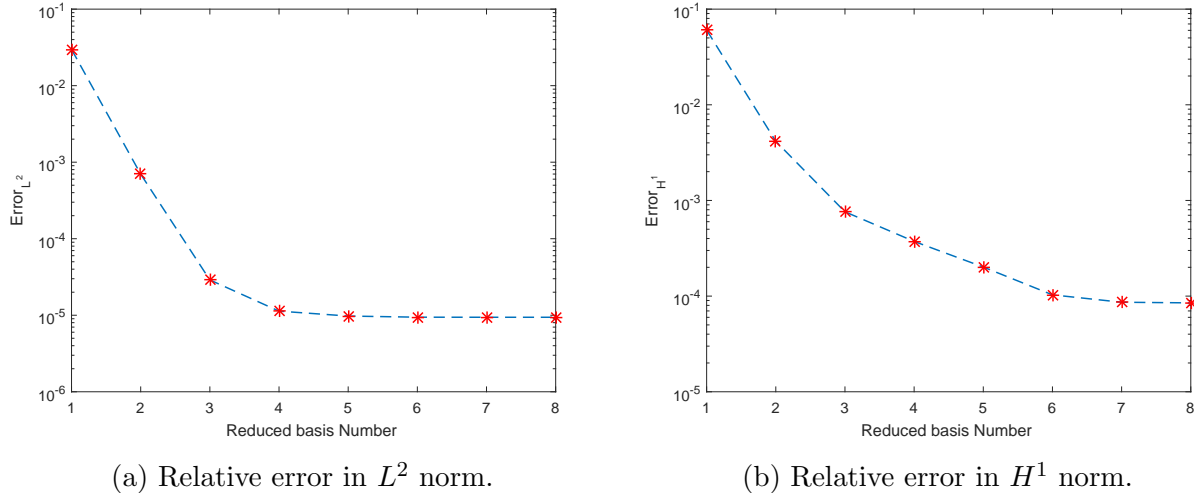 10^-1
10^-2
10^-3
10^-4
10^-5
10^-6
Error_L^2
1 2 3 4 5 6 7 8
Reduced basis Number
(a) Relative error in L^2 norm.
10^-1
10^-2
10^-3
10^-4
10^-5
Error_H^1
1 2 3 4 5 6 7 8
Reduced basis Number
(b) Relative error in H^1 norm.